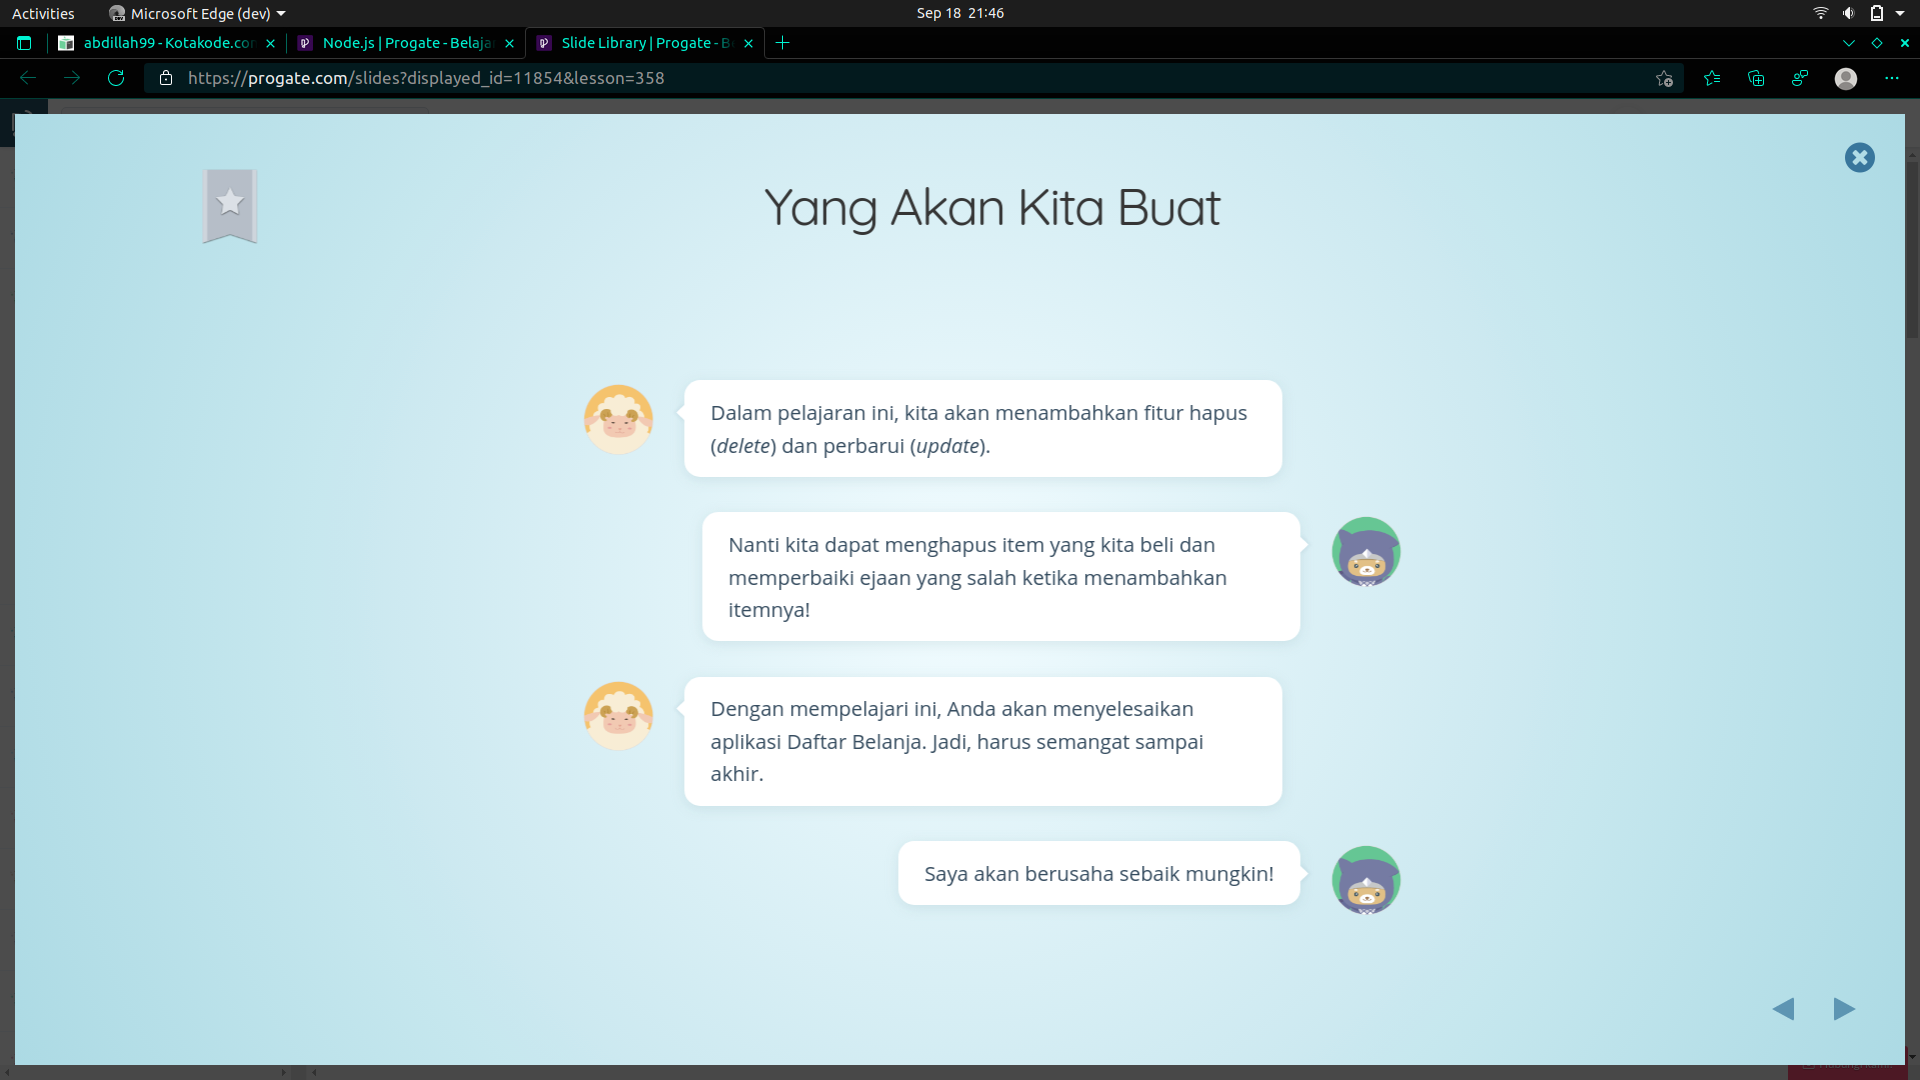 Activities
Microsoft Edge (dev)
Sep 18 21:46
abdillah99 - Kotakode.co
Node.js | Progate - Belaja
Slide Library | Progate - B
https://progate.com/slides?displayed_id=11854&lesson=358
Yang Akan Kita Buat
Dalam pelajaran ini, kita akan menambahkan fitur hapus
(delete) dan perbarui (update).
Nanti kita dapat menghapus item yang kita beli dan
memperbaiki ejaan yang salah ketika menambahkan
itemnya!
Dengan mempelajari ini, Anda akan menyelesaikan
aplikasi Daftar Belanja. Jadi, harus semangat sampai
akhir.
Saya akan berusaha sebaik mungkin!